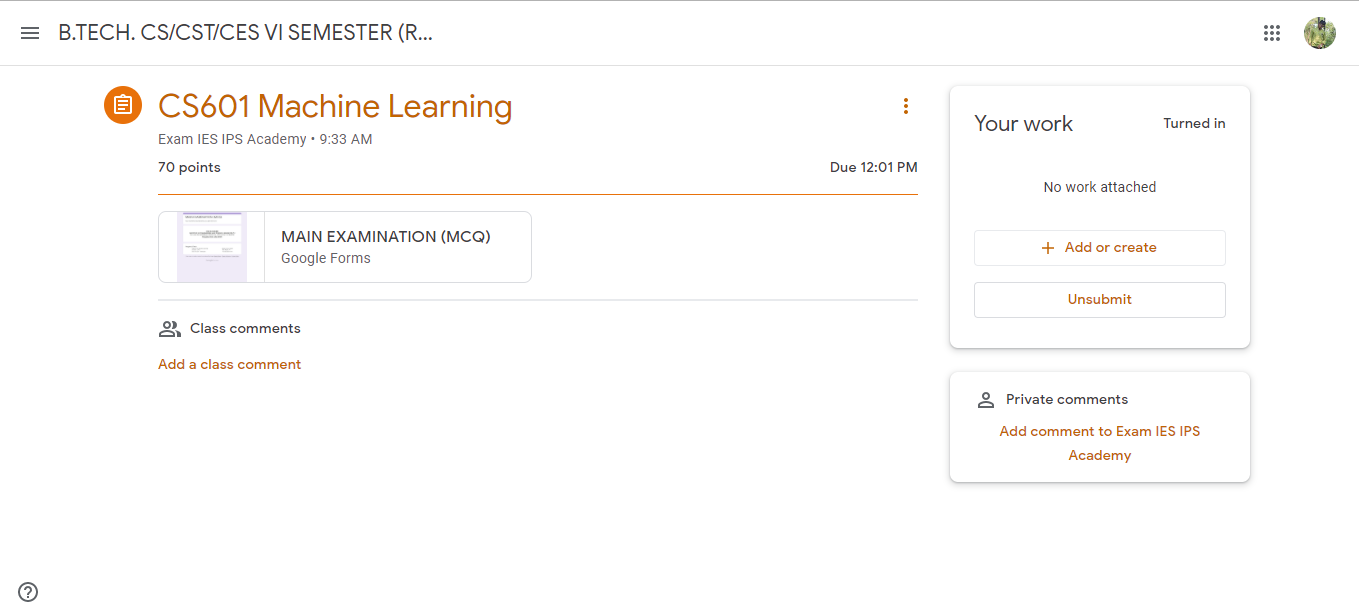 B.TECH. CS/CST/CES VI SEMESTER (R...
CS601 Machine Learning
Exam IES IPS Academy • 9:33 AM
70 points
Due 12:01 PM
MAIN EXAMINATION (MCQ)
Google Forms
Class comments
Add a class comment
Your work
Turned in
No work attached
Add or create
Unsubmit
Private comments
Add comment to Exam IES IPS
Academy